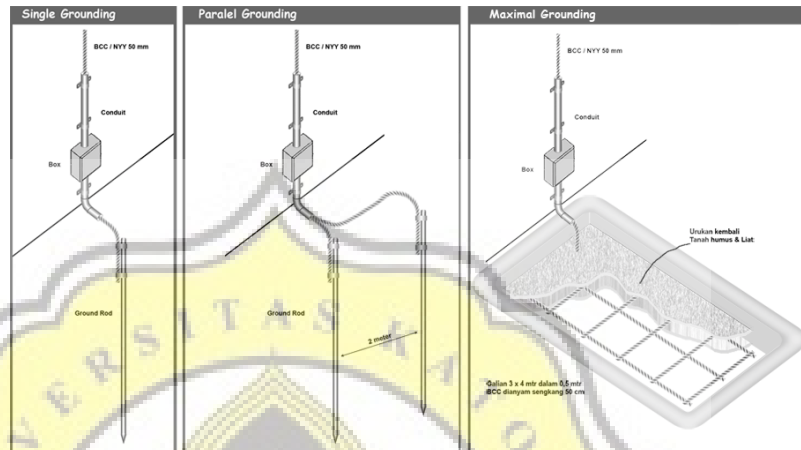 Single Grounding
BCC / NYY 50 mm
Conduit
Box
Ground Rod
Paralel Grounding
BCC / NYY 50 mm
Conduit
Box
Ground Rod
2 meter
Maximal Grounding
BCC / NYY 50 mm
Conduit
Box
Urukan kembali
Tanah humus & Liat
Galian 3 x 4 mtr dalam 0,5 mtr
BCC dianyam sengkang 50 cm